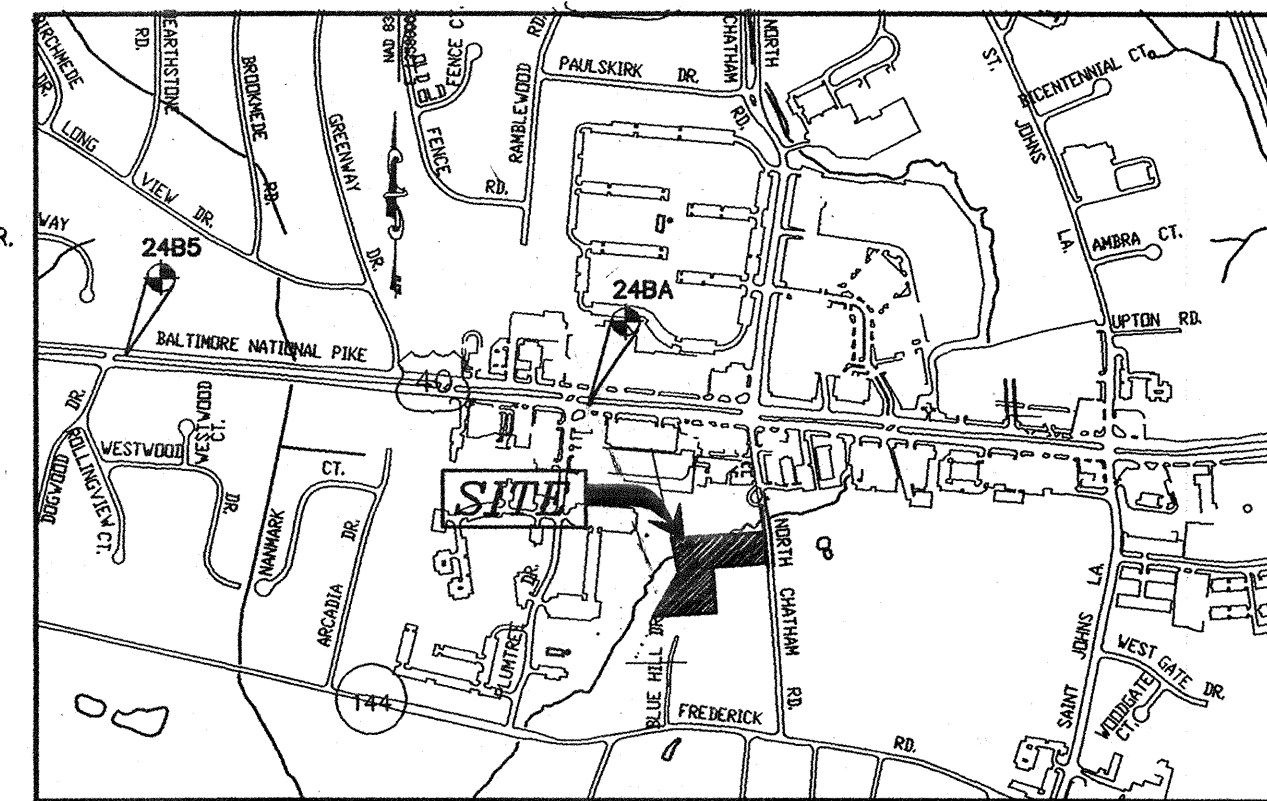 BIRCHMEDE
DR.
HEARTHSTONE
RD.
BROOKMEDE
RD.
GREENWAY
DR.
NAD 83
OLD
OLD
FENCE CT.
FENCE
RD.
RAMBLEWOOD
RD.
PAULSKIRK DR.
CHATHAM
NORTH
RD.
ST.
JOHNS
LA.
BICENTENNIAL CT.
LONG
VIEW DR.
R.
WAY
24B5
24BA
AMBRA CT.
UPTON RD.
BALTIMORE NATIONAL PIKE
40
DR.
DOGWOOD
ROLLINGVIEW CT.
WESTWOOD
WESTWOOD
CT.
DR.
CT.
NANMARK
DR.
ARCADIA
SITE
DR.
PLUMTREE
BLUE HILL DR.
NORTH CHATHAM RD.
LA.
JOHNS
SAINT
WEST GATE DR.
WOODGATE
CT.
144
FREDERICK
RD.